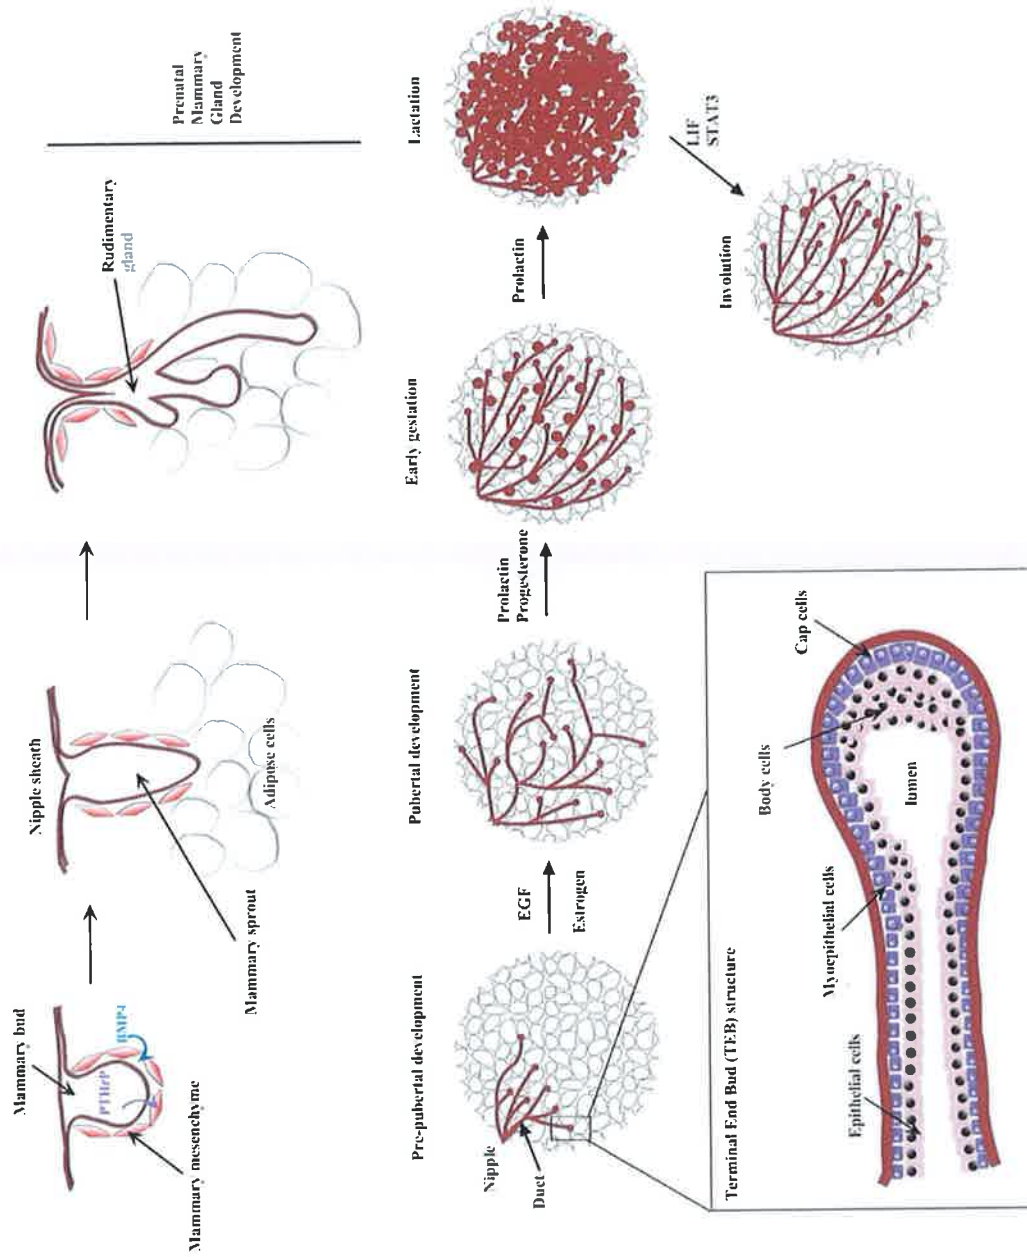 Mammary bud
PTHrP
BMP4
Mammary mesenchyme
Nipple sheath
Mammary sprout
Adipose cells
Rudimentary
gland
Prenatal
Mammary
Gland
Development
Pre-pubertal development
Nipple
Duct
EGF
Estrogen
Pubertal development
Prolactin
Progesterone
Early gestation
Prolactin
Lactation
LIF
STAT3
Involution
Terminal End Bud (TEB) structure
Epithelial cells
Myoepithelial cells
Body cells
Cap cells
lumen